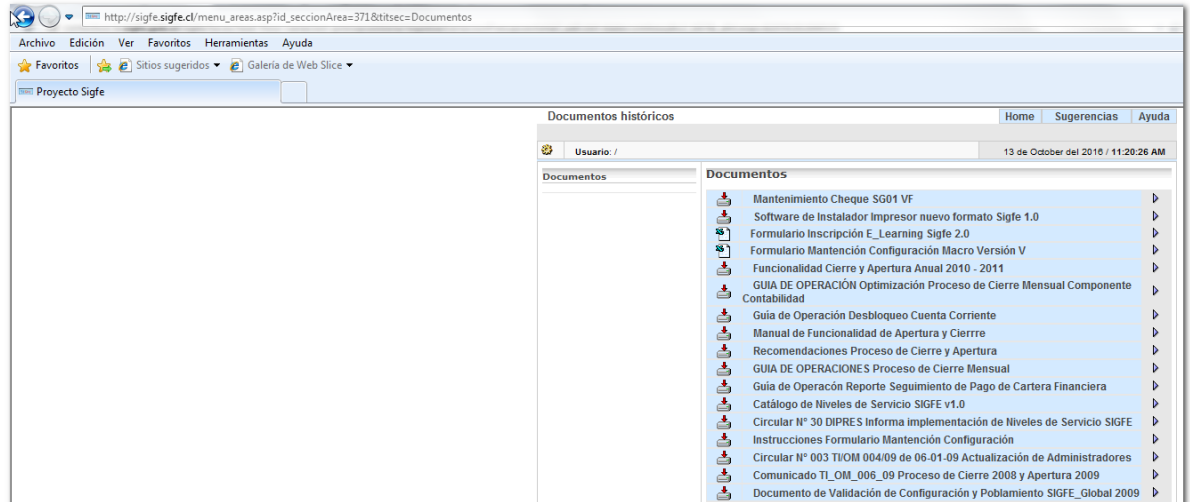 http://sigfe.sigfe.cl/menu_areas.asp?id_seccionArea=371&titsec=Documentos
Archivo Edición Ver Favoritos Herramientas Ayuda
Favoritos Sitios sugeridos Galería de Web Slice
Proyecto Sigfe
Documentos históricos Home Sugerencias Ayuda
Usuario: / 13 de October del 2016 / 11:20:26 AM
Documentos
Documentos
Mantenimiento Cheque SG01 VF
Software de Instalador Impresor nuevo formato Sigfe 1.0
Formulario Inscripción E_Learning Sigfe 2.0
Formulario Mantención Configuración Macro Versión V
Funcionalidad Cierre y Apertura Anual 2010 - 2011
GUIA DE OPERACIÓN Optimización Proceso de Cierre Mensual Componente
Contabilidad
Guía de Operación Desbloqueo Cuenta Corriente
Manual de Funcionalidad de Apertura y Cierrre
Recomendaciones Proceso de Cierre y Apertura
GUIA DE OPERACIONES Proceso de Cierre Mensual
Guía de Operacón Reporte Seguimiento de Pago de Cartera Financiera
Catálogo de Niveles de Servicio SIGFE v1.0
Circular Nº 30 DIPRES Informa implementación de Niveles de Servicio SIGFE
Instrucciones Formulario Mantención Configuración
Circular Nº 003 TI/OM 004/09 de 06-01-09 Actualización de Administradores
Comunicado TI_OM_006_09 Proceso de Cierre 2008 y Apertura 2009
Documento de Validación de Configuración y Poblamiento SIGFE_Global 2009